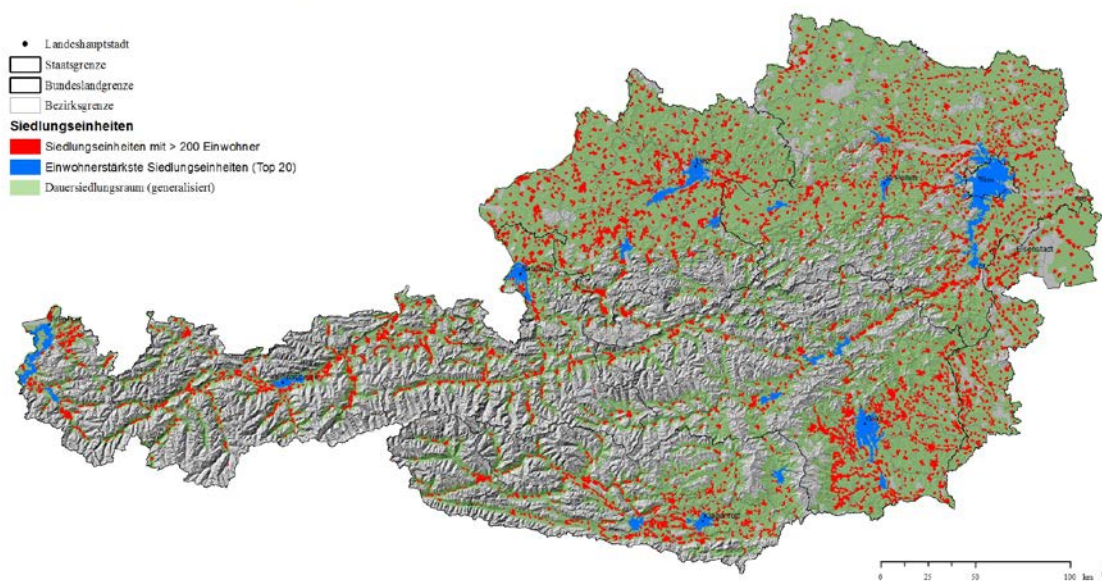 Landeshauptstadt
Staatsgrenze
Bundeslandgrenze
Bezirksgrenze
Siedlungseinheiten
Siedlungseinheiten mit > 200 Einwohner
Einwohnerstärkste Siedlungseinheiten (Top 20)
Dauersiedlungsraum (generalisiert)
Eisenstadt
0 25 50 100 km